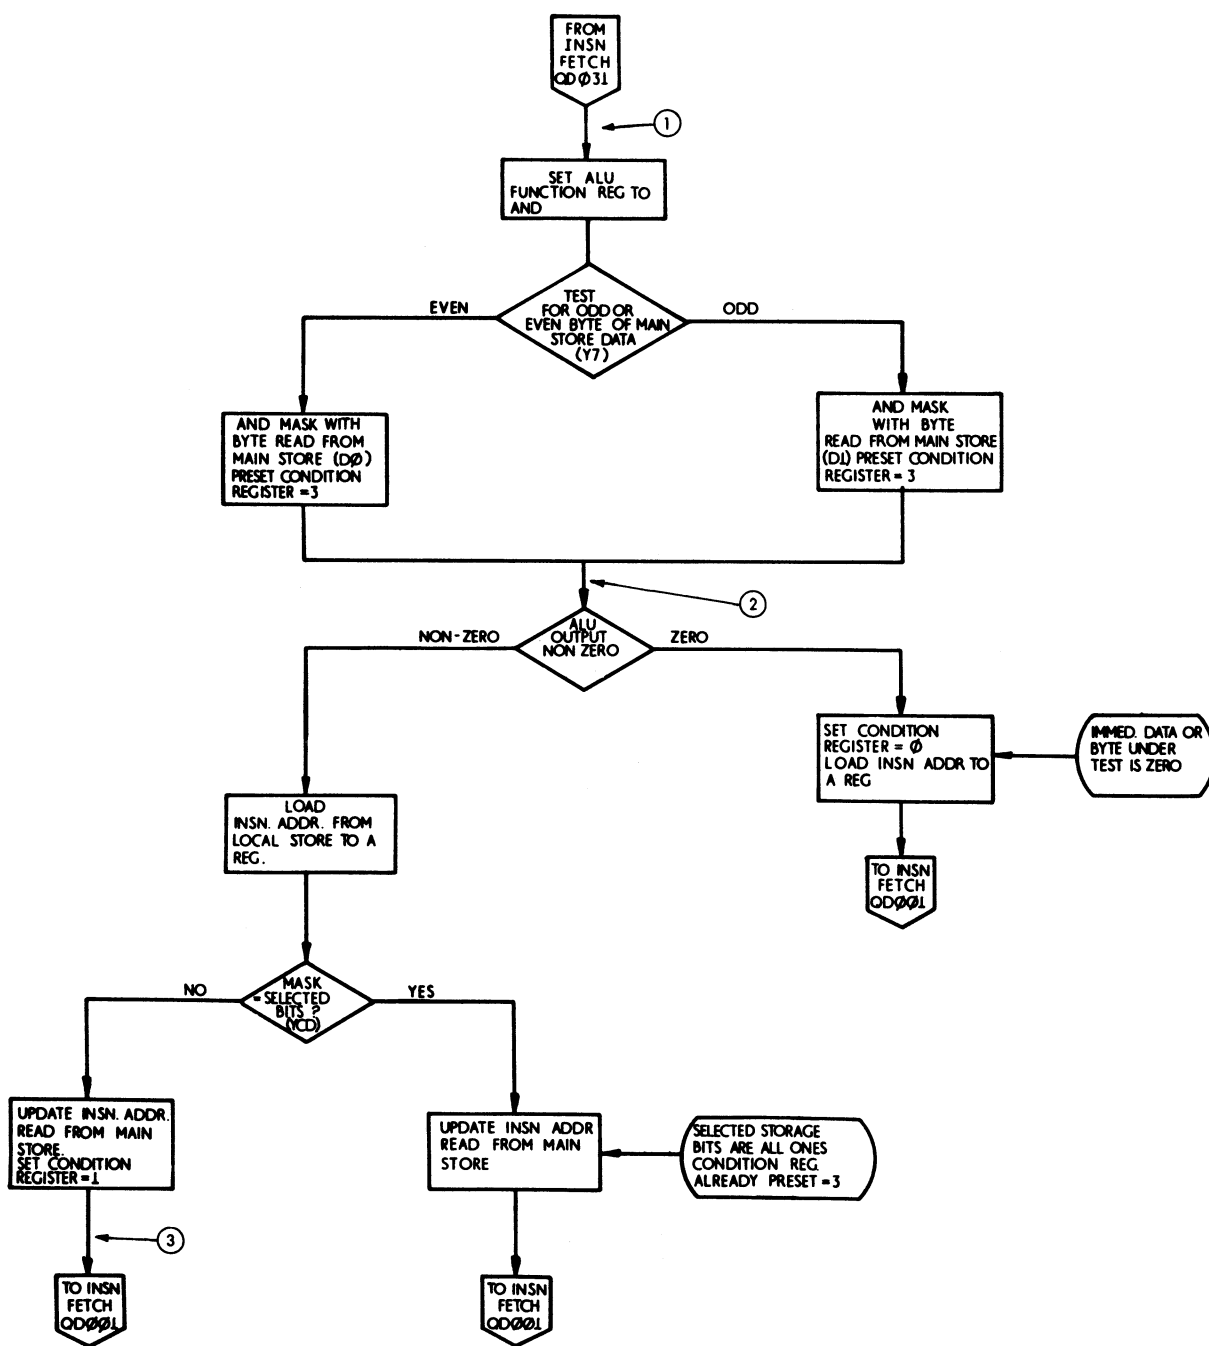 FROM
INSN
FETCH
QDØ31
1
SET ALU
FUNCTION REG TO
AND
TEST
FOR ODD OR
EVEN BYTE OF MAIN
STORE DATA
(Y7)
EVEN
ODD
AND MASK WITH
BYTE READ FROM
MAIN STORE (DØ)
PRESET CONDITION
REGISTER = 3
AND MASK
WITH BYTE
READ FROM MAIN STORE
(D1) PRESET CONDITION
REGISTER = 3
2
ALU
OUTPUT
NON ZERO
NON-ZERO
ZERO
SET CONDITION
REGISTER = Ø
LOAD INSN ADDR TO
A REG
IMMED. DATA OR
BYTE UNDER
TEST IS ZERO
LOAD
INSN. ADDR. FROM
LOCAL STORE TO A
REG.
TO INSN
FETCH
QDØØ1
MASK
= SELECTED
BITS ?
(YCD)
NO
YES
UPDATE INSN. ADDR.
READ FROM MAIN
STORE.
SET CONDITION
REGISTER = 1
UPDATE INSN ADDR
READ FROM MAIN
STORE
SELECTED STORAGE
BITS ARE ALL ONES
CONDITION REG.
ALREADY PRESET = 3
3
TO INSN
FETCH
QDØØ1
TO INSN
FETCH
QDØØ1